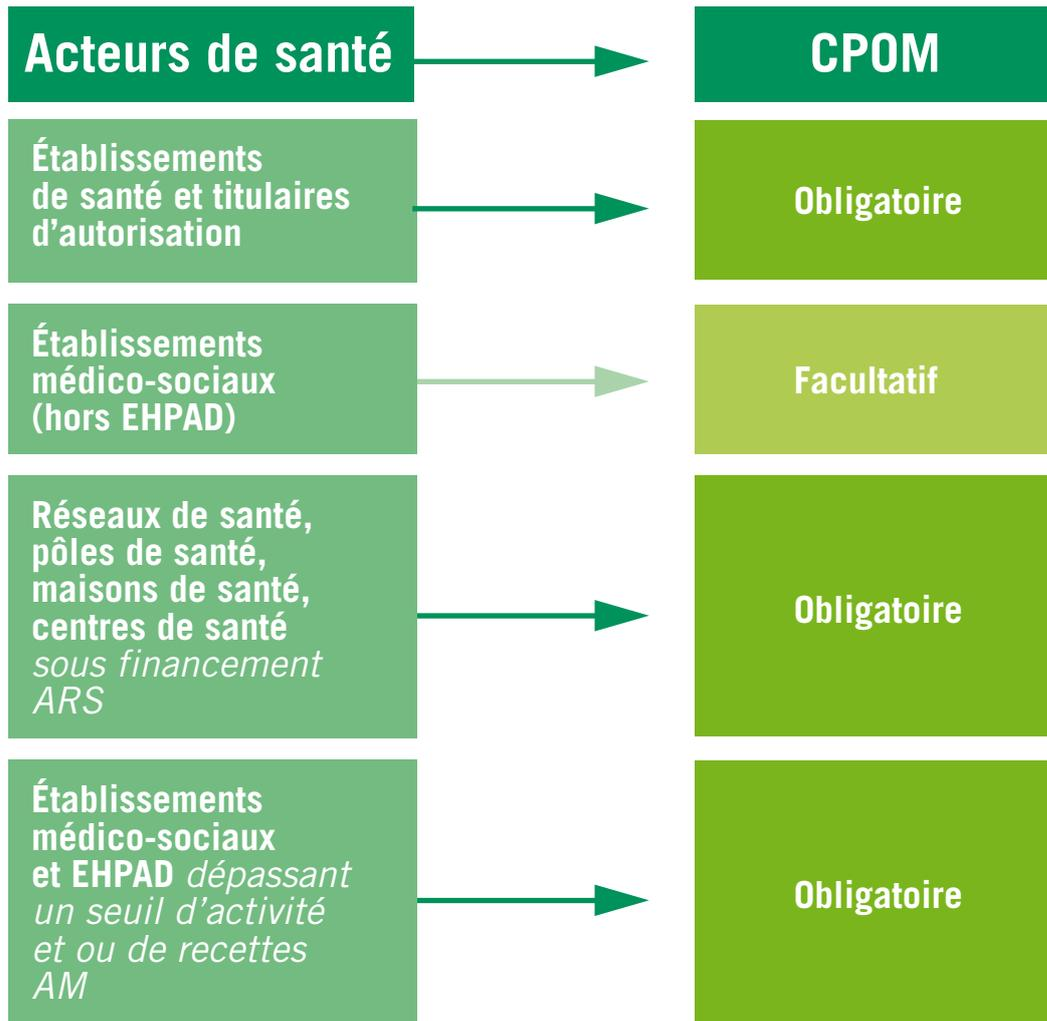 Acteurs de santé
CPOM
Établissements
de santé et titulaires
d'autorisation
Obligatoire
Établissements
médico-sociaux
(hors EHPAD)
Facultatif
Réseaux de santé,
pôles de santé,
maisons de santé,
centres de santé
sous financement
ARS
Obligatoire
Établissements
médico-sociaux
et EHPAD dépassant
un seuil d'activité
et ou de recettes
AM
Obligatoire